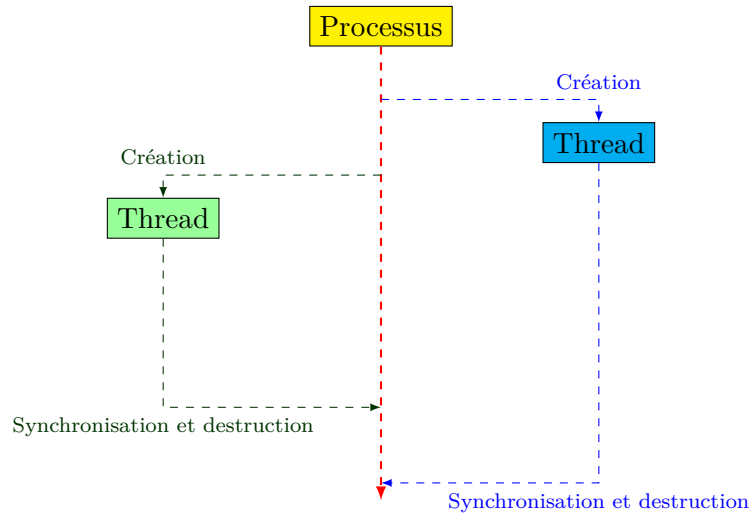 Processus
Création
Thread
Création
Thread
Synchronisation et destruction
Synchronisation et destruction